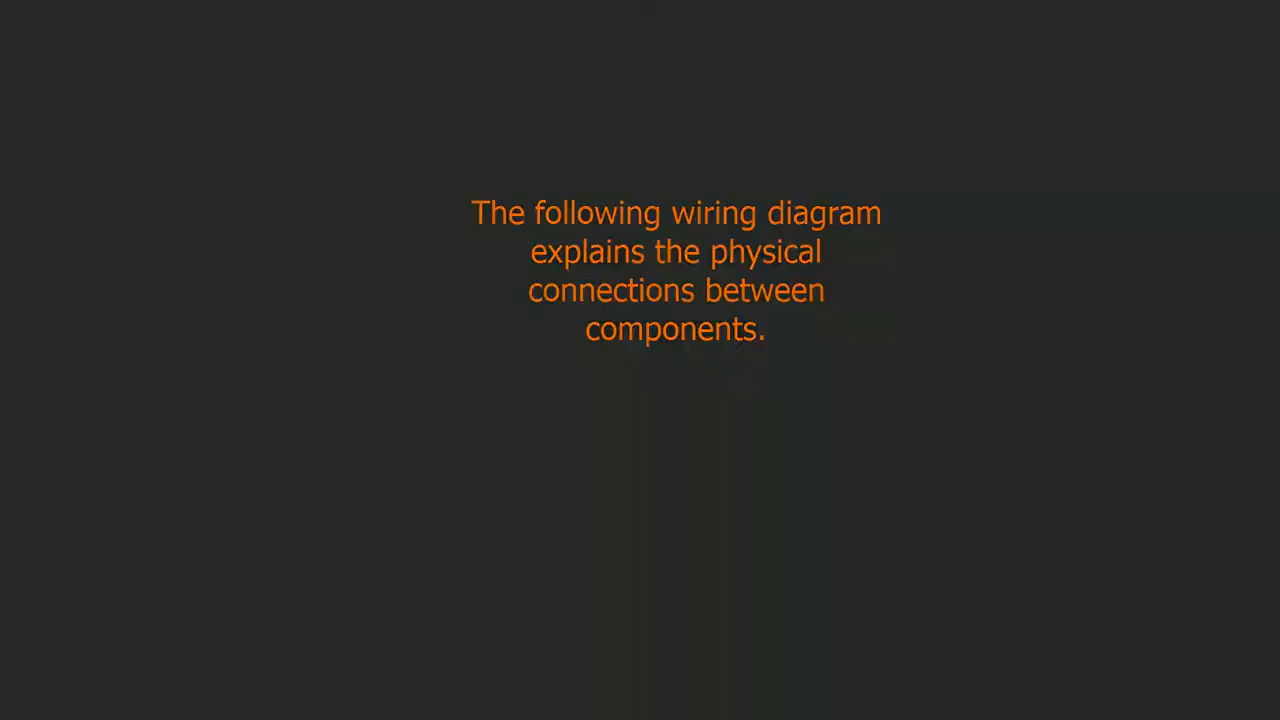 The following wiring diagram
explains the physical
connections between
components.